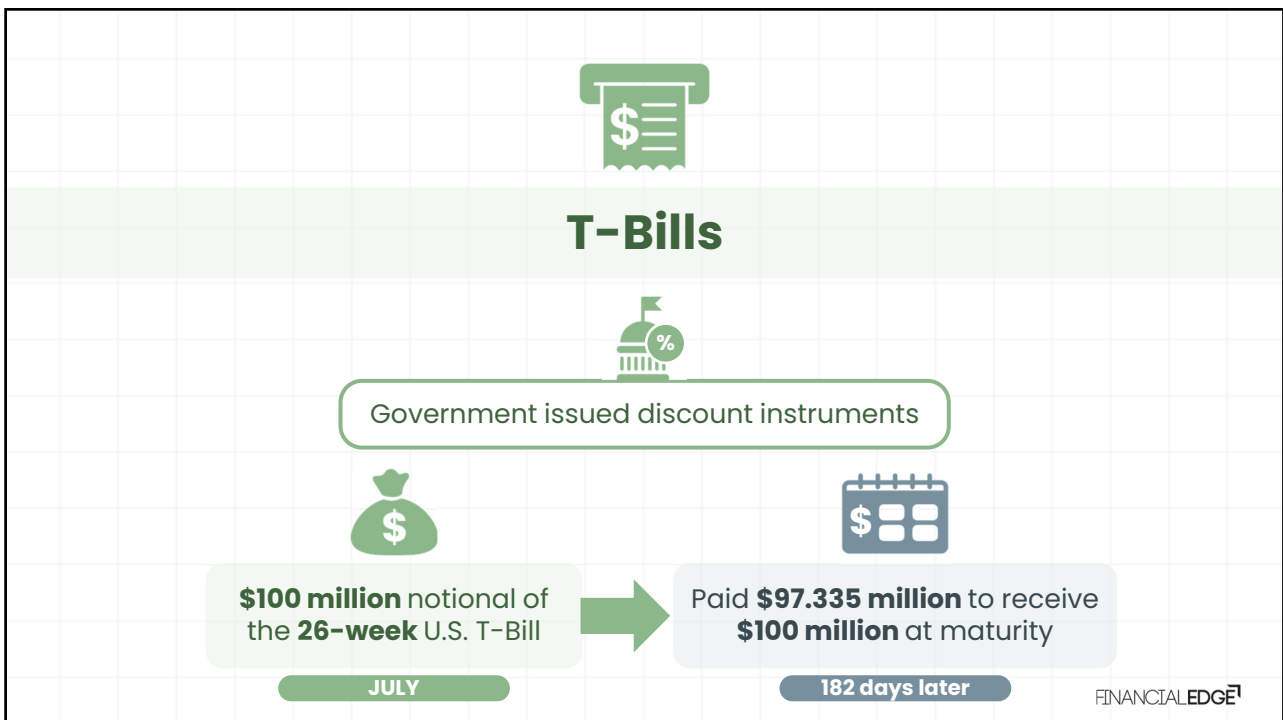 $
T-Bills
%
Government issued discount instruments
$
$
$100 million notional of
the 26-week U.S. T-Bill
Paid $97.335 million to receive
$100 million at maturity
JULY
182 days later
FINANCIALEDGE